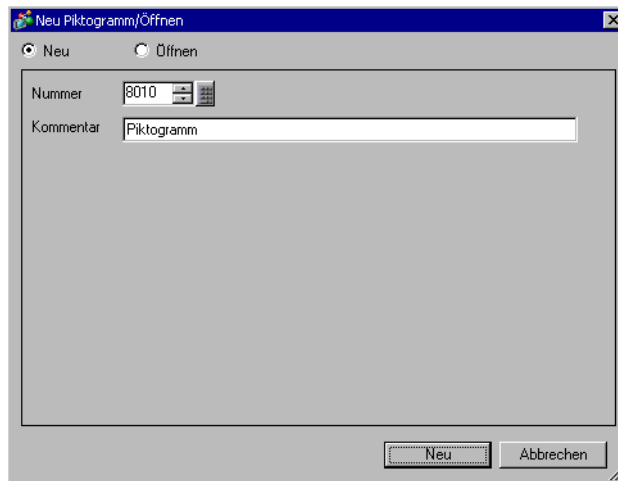 Neu Piktogramm/Öffnen
Neu Öffnen
Nummer 8010
Kommentar Piktogramm
Neu Abbrechen